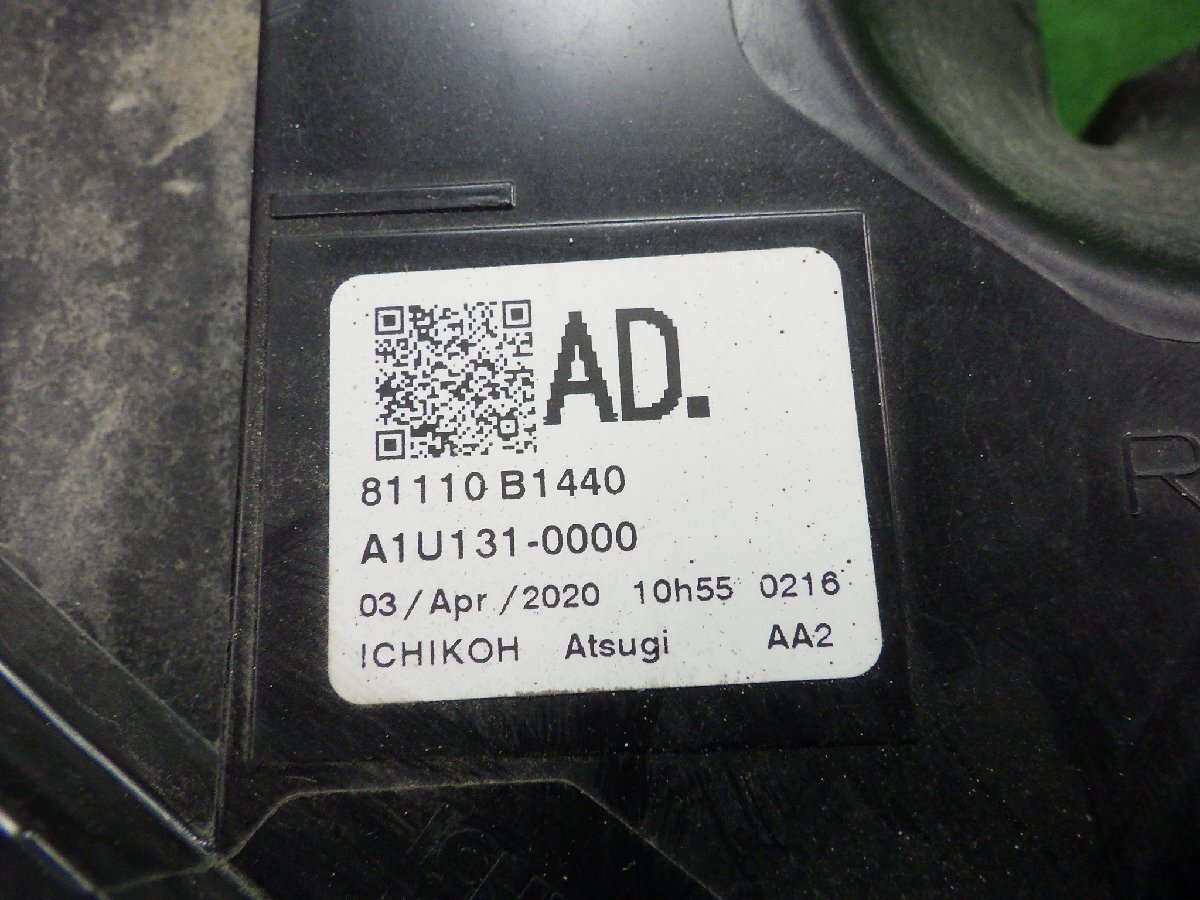 AD.
81110 B1440
A1U131-0000
03/Apr/2020 10h55 0216
ICHIKOH Atsugi AA2
R